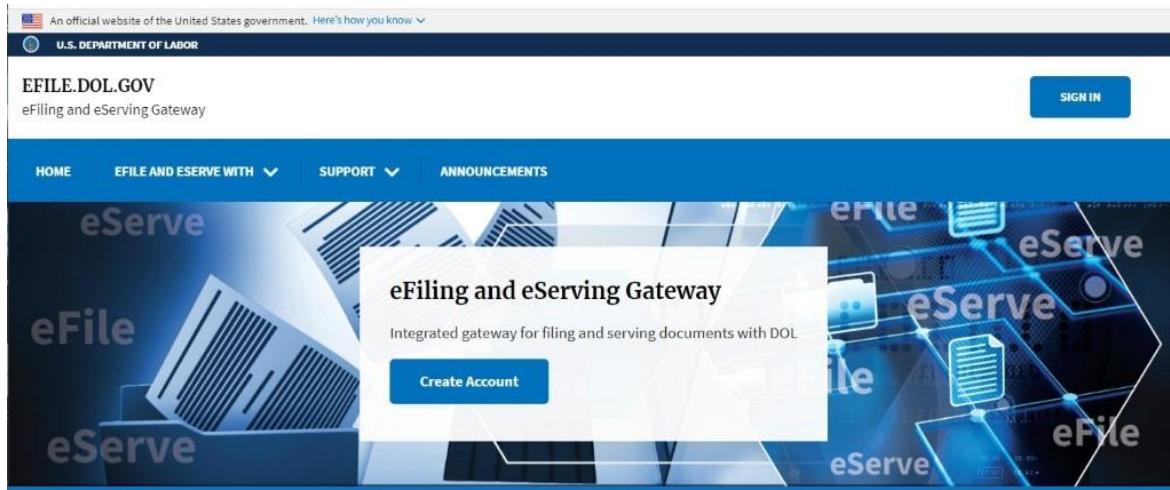 An official website of the United States government. Here's how you know
U.S. DEPARTMENT OF LABOR
EFILE.DOL.GOV
eFiling and eServing Gateway
SIGN IN
HOME EFILE AND ESERVE WITH SUPPORT ANNOUNCEMENTS
eServe
eFile
eServe
eFiling and eServing Gateway
Integrated gateway for filing and serving documents with DOL
Create Account
eFile
eServe
eServe
eFile
eFile
eServe